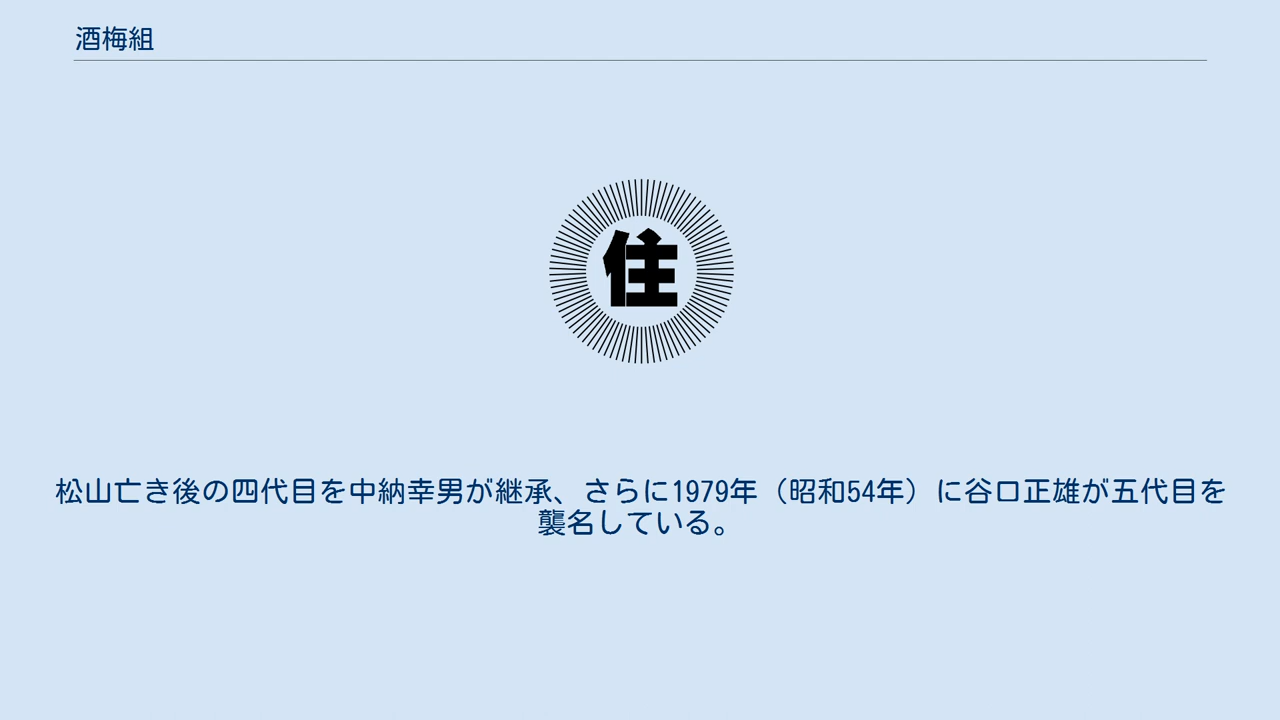 酒梅組
住
松山亡き後の四代目を中納幸男が継承、さらに1979年（昭和54年）に谷口正雄が五代目を
襲名している。